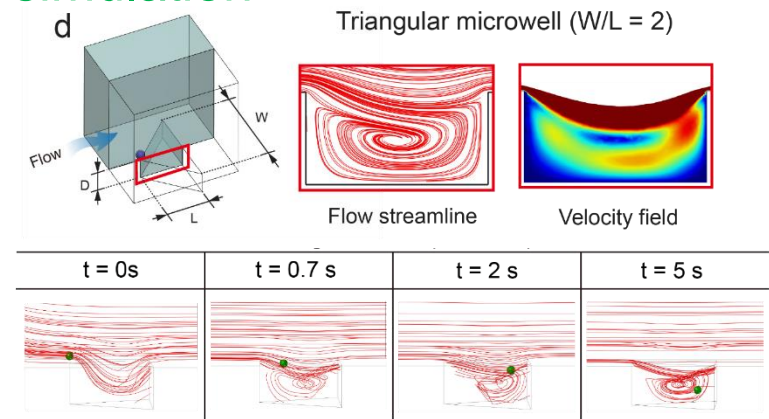 d
Triangular microwell (W/L = 2)
Flow
D
L
W
Flow streamline
Velocity field
t = 0s
t = 0.7 s
t = 2 s
t = 5 s